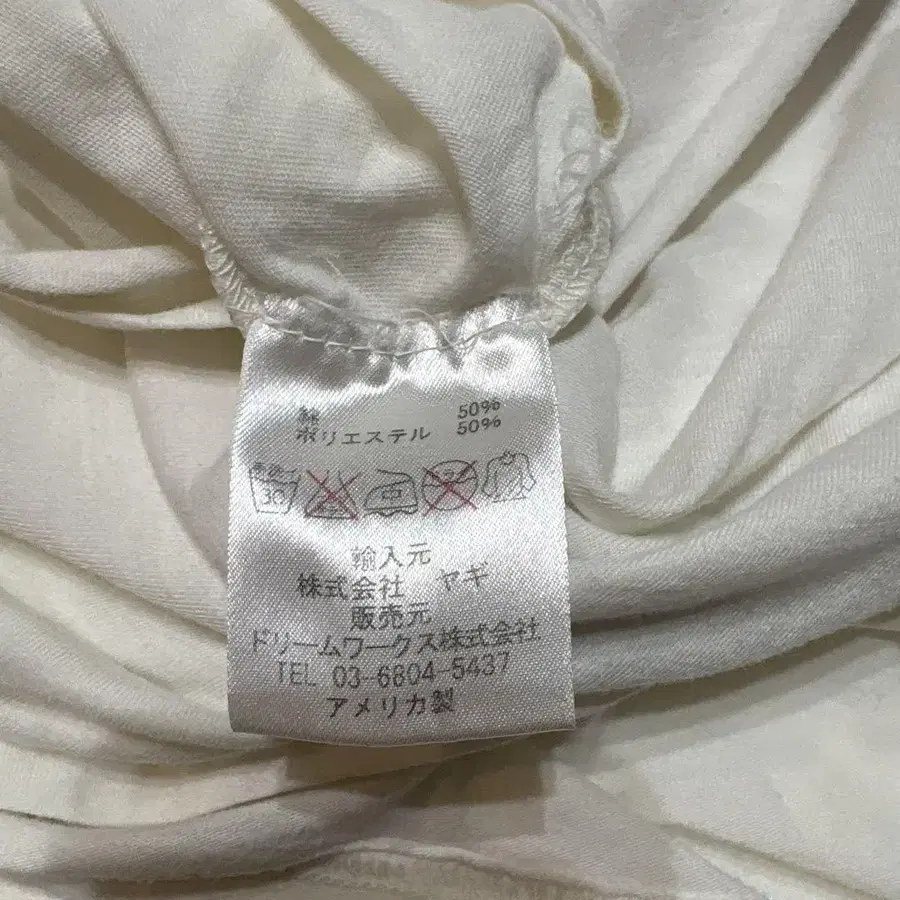 綿 50%
ポリエステル 50%
30 中
輸入元
株式会社 ヤギ
販売元
ドリームワークス株式会社
TEL 03-6804-5437
アメリカ製